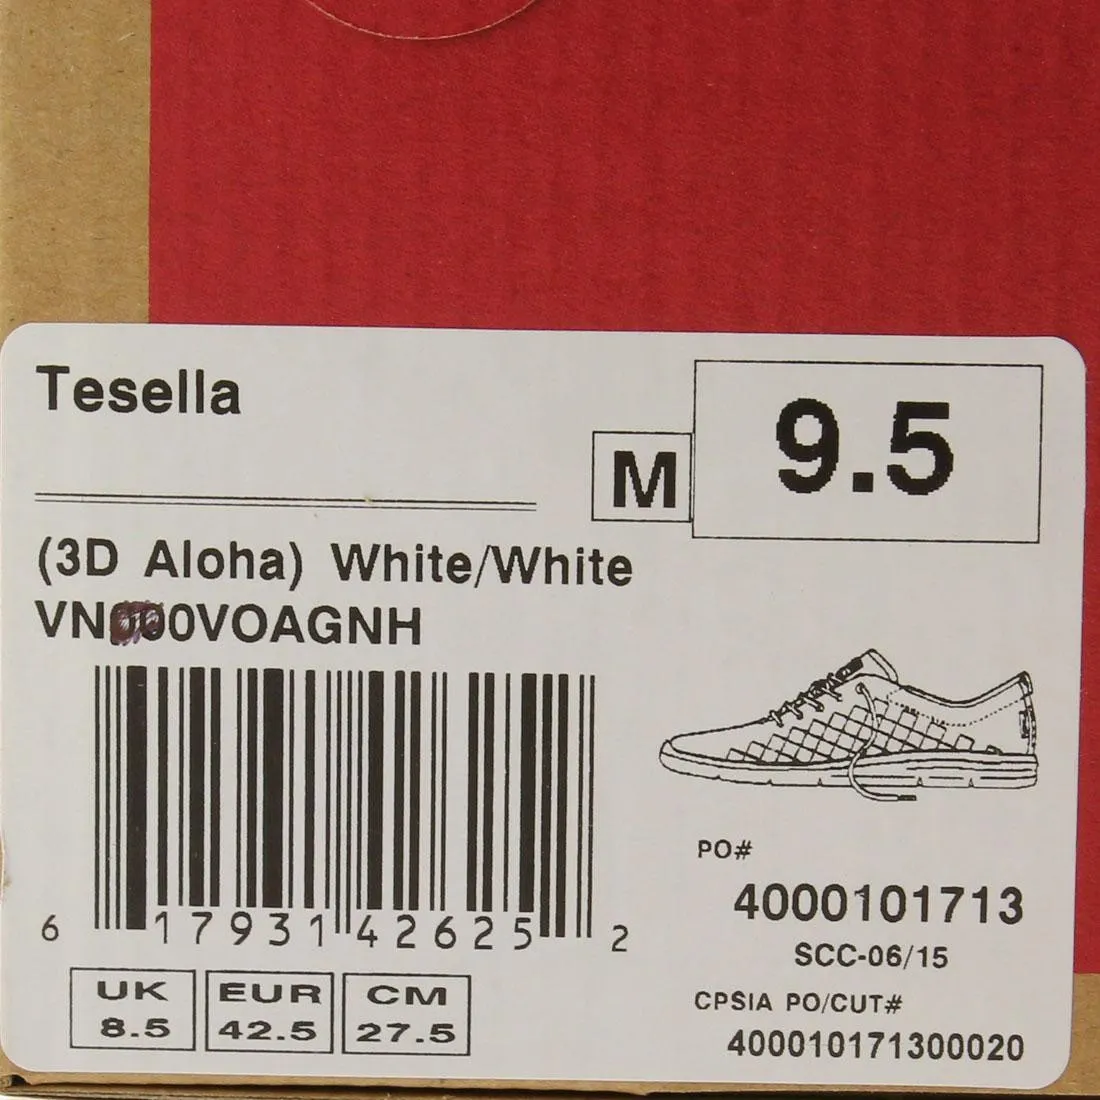 Tesella
M
9.5
(3D Aloha) White/White
VN000VOAGNH
6 17931 42625 2
UK
8.5
EUR
42.5
CM
27.5
PO#
4000101713
SCC-06/15
CPSIA PO/CUT#
400010171300020